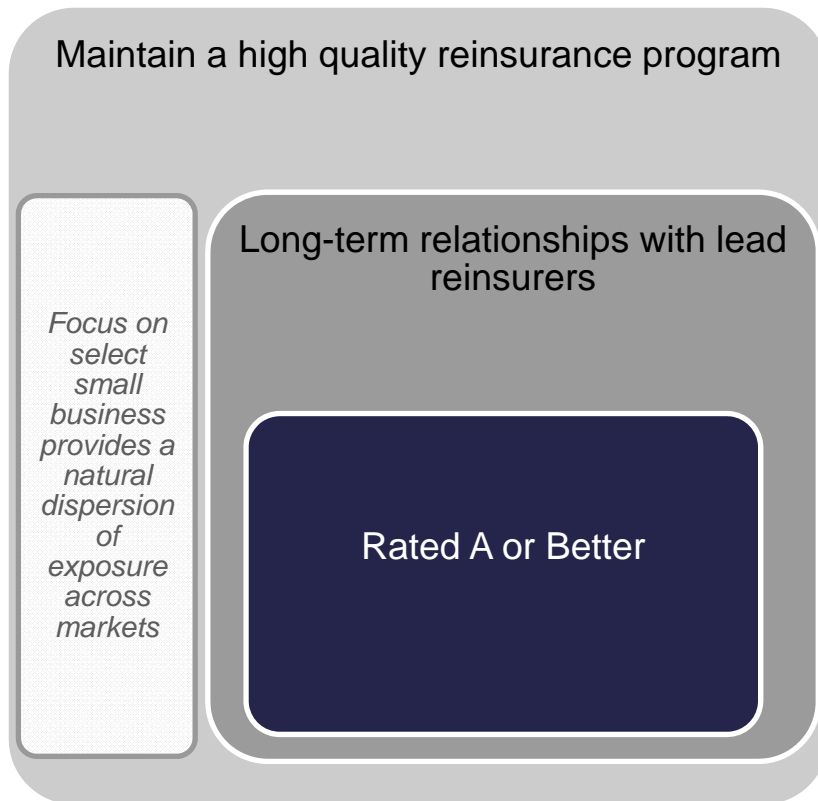 Maintain a high quality reinsurance program
Focus on
select
small
business
provides a
natural
dispersion
of
exposure
across
markets
Long-term relationships with lead
reinsurers
Rated A or Better